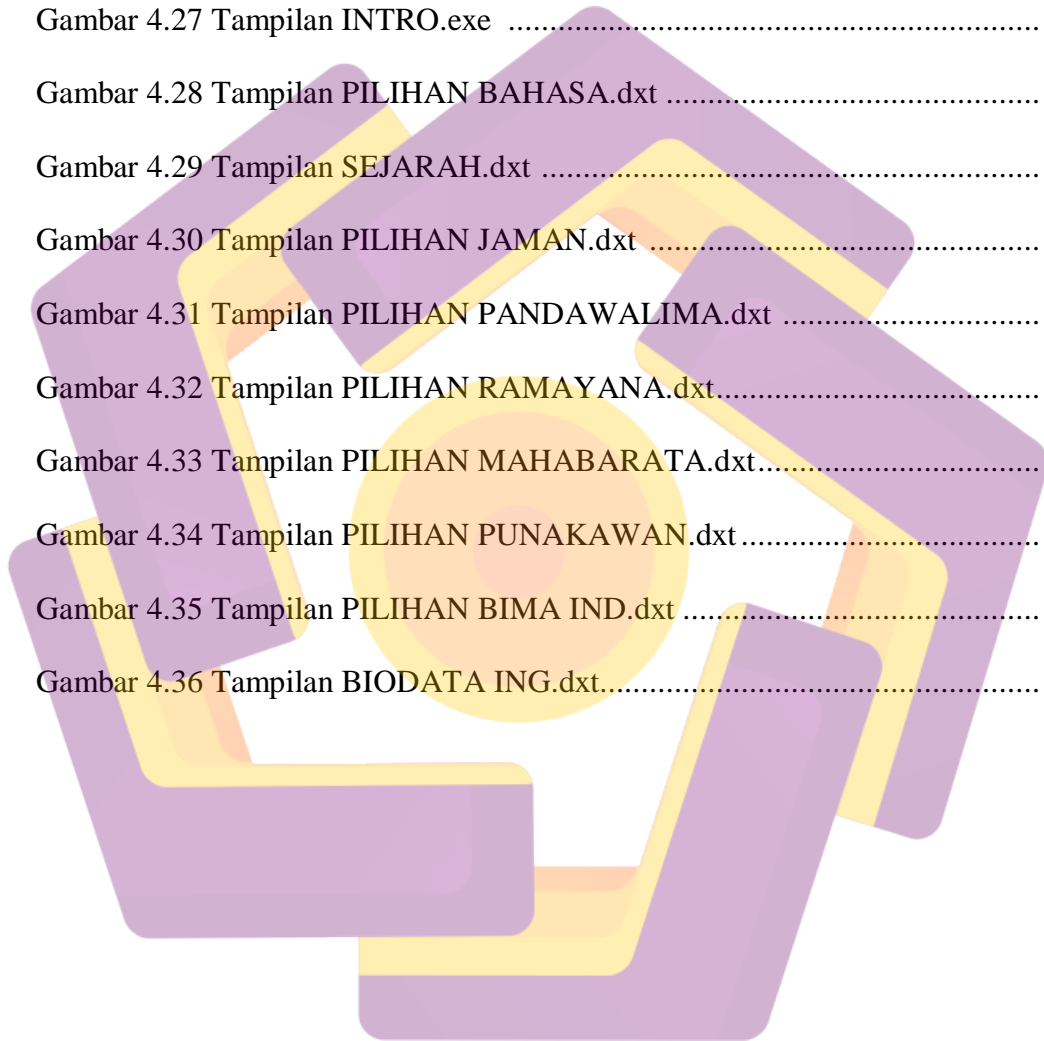 Gambar 4.27 Tampilan INTRO.exe ..................................................
Gambar 4.28 Tampilan PILIHAN BAHASA.dxt ...................................
Gambar 4.29 Tampilan SEJARAH.dxt ...............................................
Gambar 4.30 Tampilan PILIHAN JAMAN.dxt .....................................
Gambar 4.31 Tampilan PILIHAN PANDAWALIMA.dxt ........................
Gambar 4.32 Tampilan PILIHAN RAMAYANA.dxt..............................
Gambar 4.33 Tampilan PILIHAN MAHABARATA.dxt..........................
Gambar 4.34 Tampilan PILIHAN PUNAKAWAN.dxt............................
Gambar 4.35 Tampilan PILIHAN BIMA IND.dxt ..................................
Gambar 4.36 Tampilan BIODATA ING.dxt.........................................